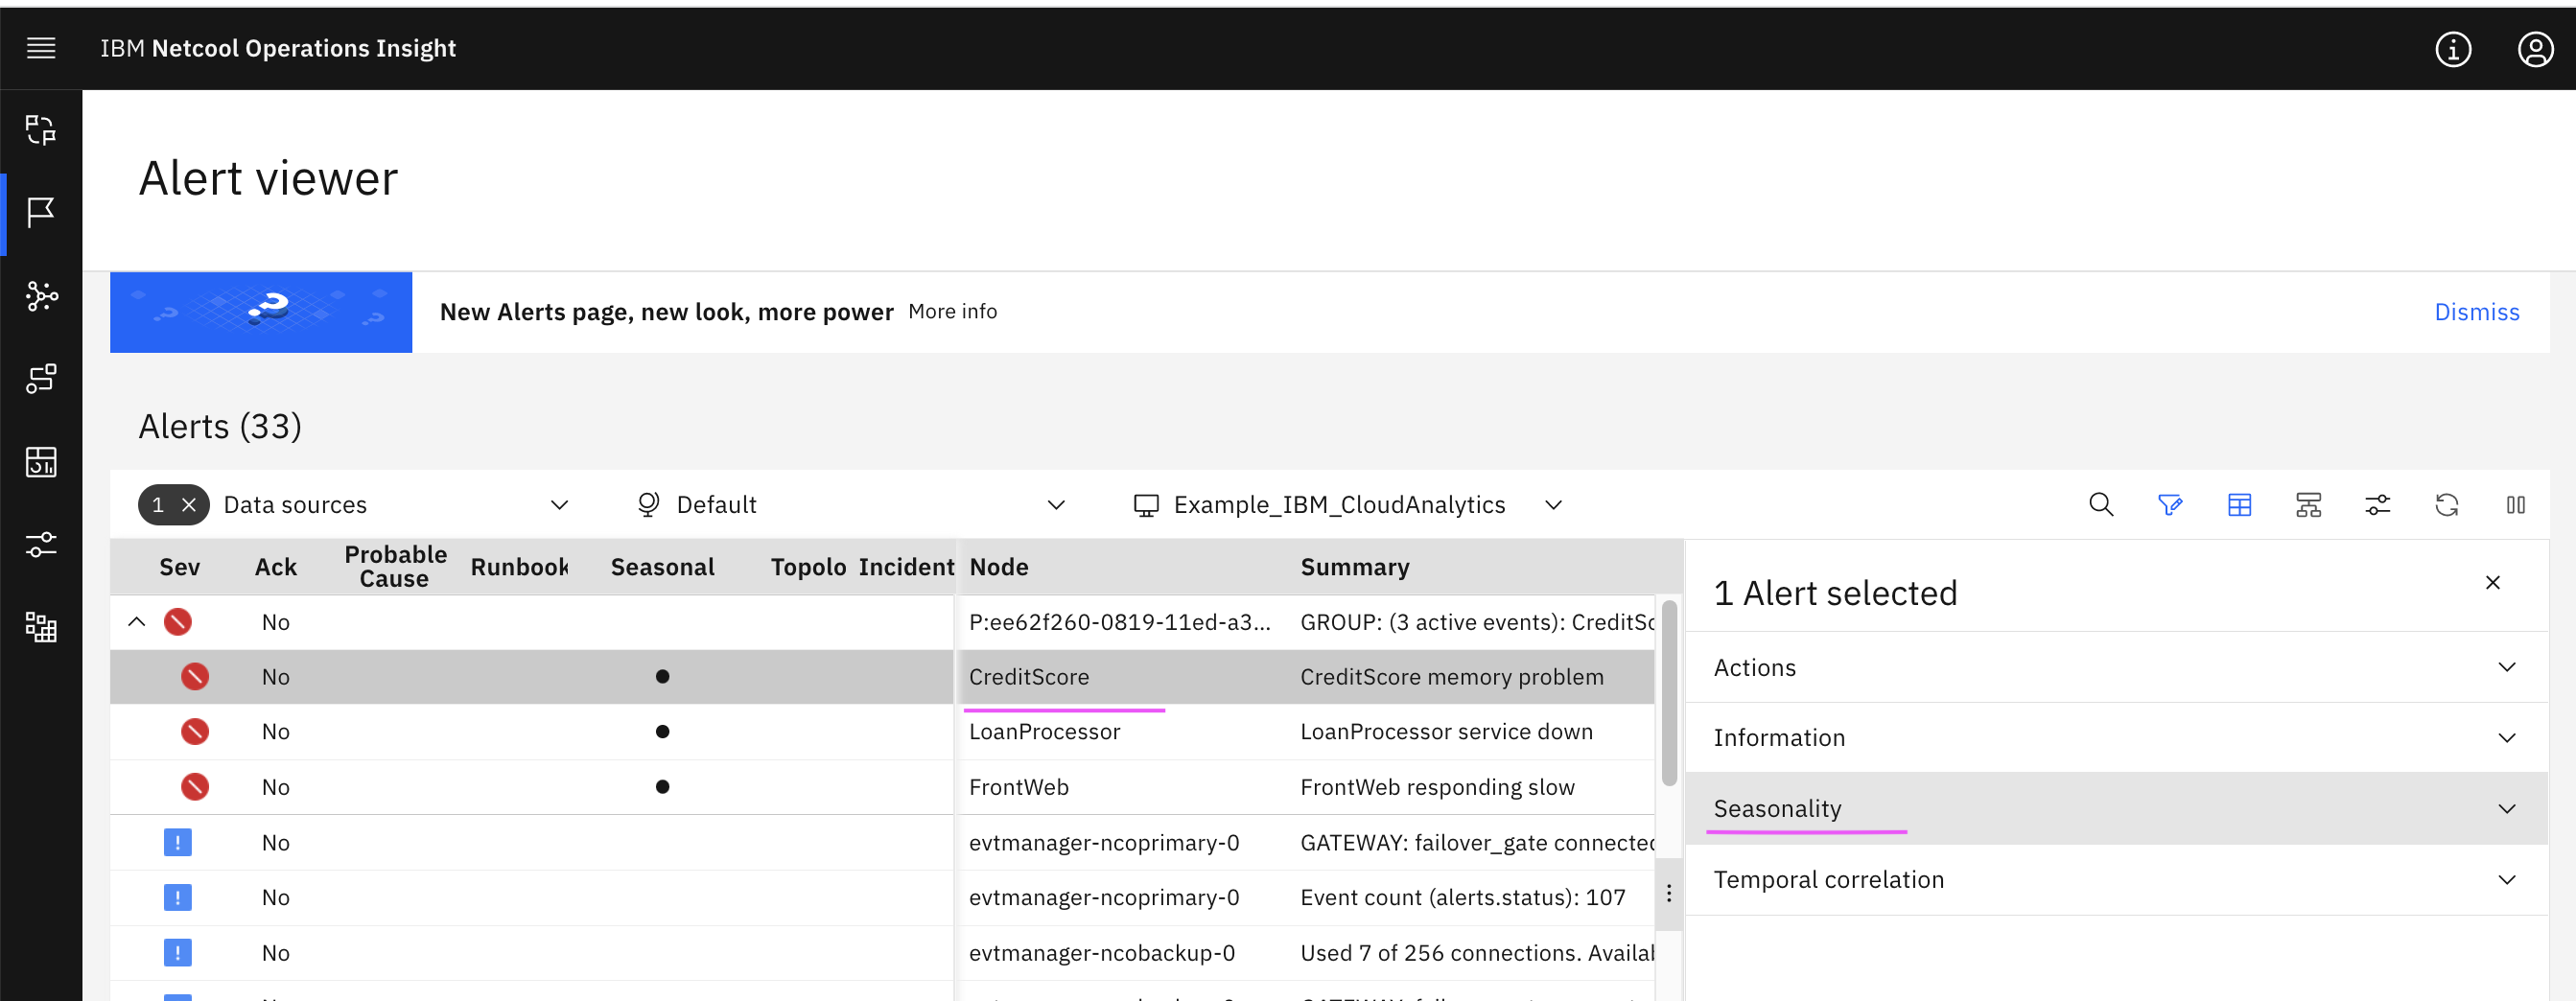 IBM Netcool Operations Insight
Alert viewer
New Alerts page, new look, more power More info Dismiss
Alerts (33)
1 Data sources Default Example_IBM_CloudAnalytics
Sev Ack Probable Cause Runbook Seasonal Topolo Incident Node Summary
No P:ee62f260-0819-11ed-a3... GROUP: (3 active events): CreditSc
No CreditScore CreditScore memory problem
No LoanProcessor LoanProcessor service down
No FrontWeb FrontWeb responding slow
No evtmanager-ncoprimary-0 GATEWAY: failover_gate connected
No evtmanager-ncoprimary-0 Event count (alerts.status): 107
No evtmanager-ncobackup-0 Used 7 of 256 connections. Availab
1 Alert selected
Actions
Information
Seasonality
Temporal correlation